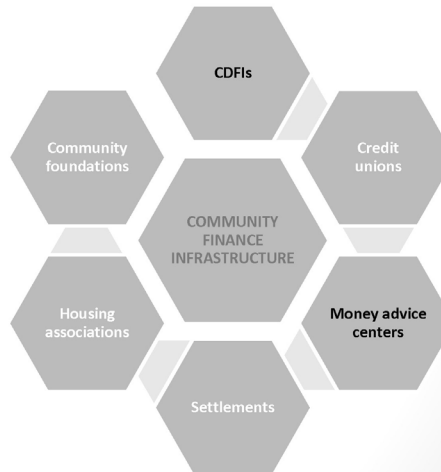 CDFIs
Community
foundations
Credit
unions
COMMUNITY
FINANCE
INFRASTRUCTURE
Housing
associations
Money advice
centers
Settlements